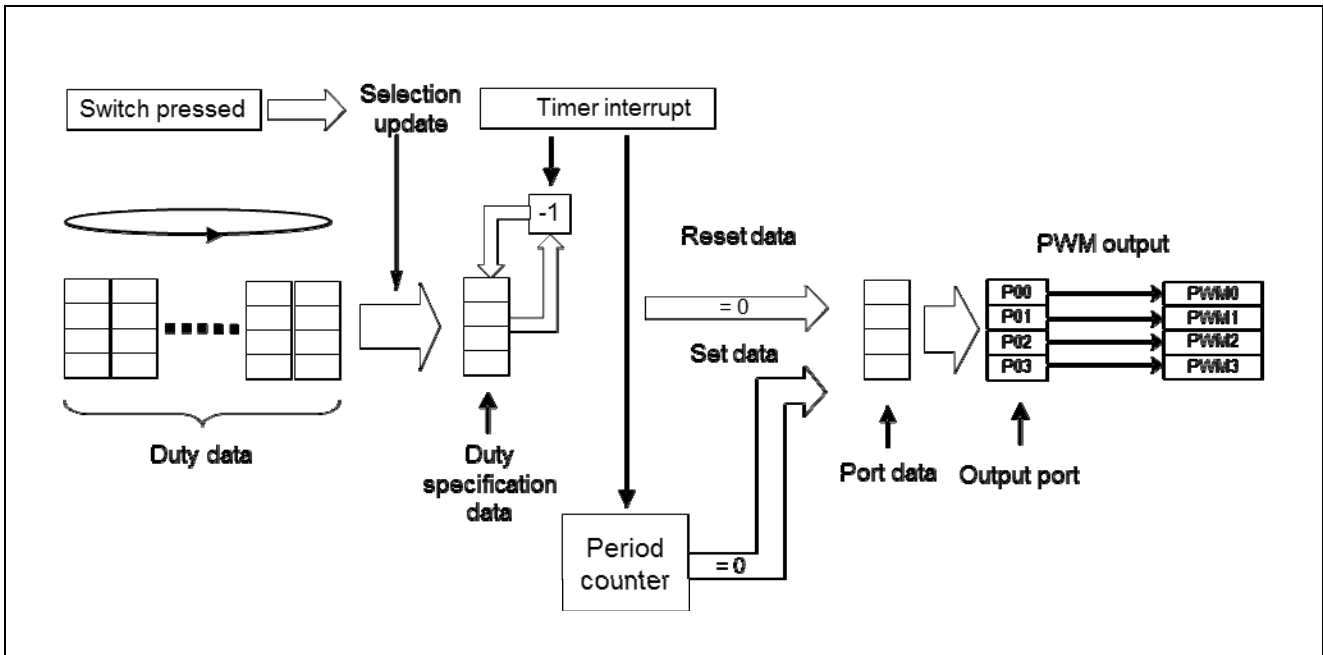 Switch pressed
Selection
update
Timer interrupt
-1
Reset data
= 0
Set data
PWM output
P00
P01
P02
P03
PWM0
PWM1
PWM2
PWM3
Duty data
Duty
specification
data
Port data
Output port
Period
counter
= 0